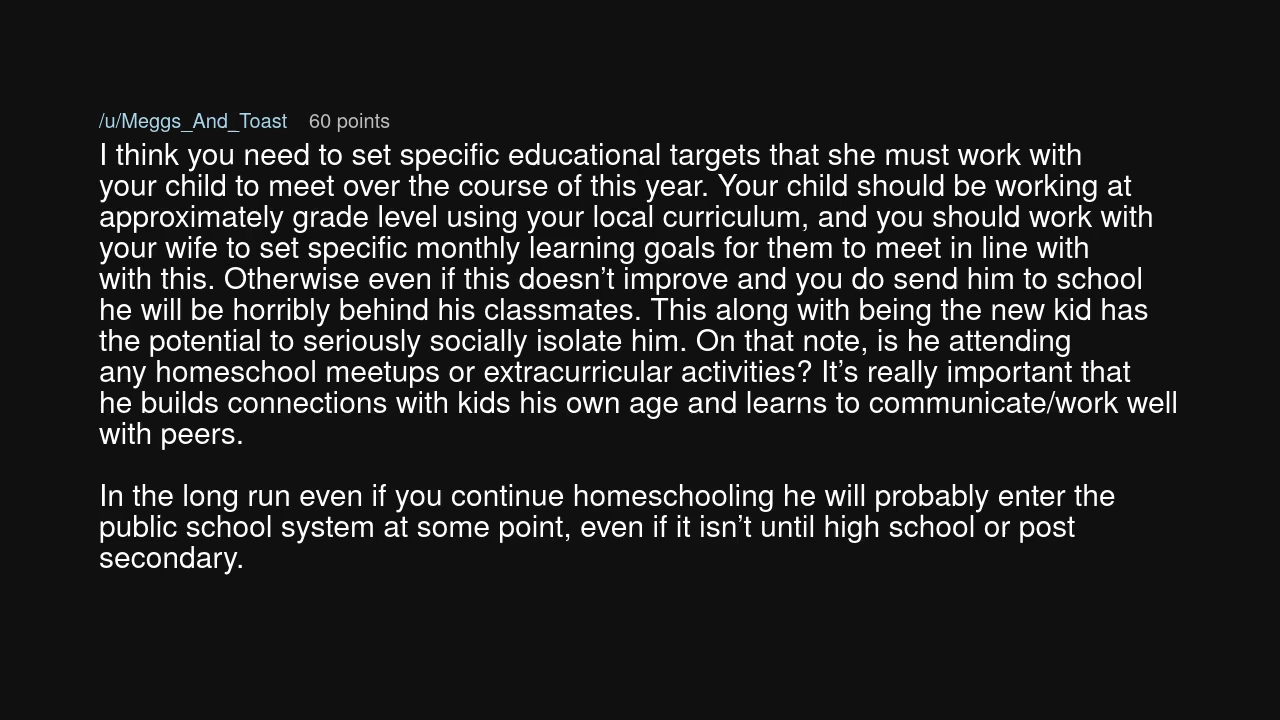 /u/Meggs_And_Toast 60 points
I think you need to set specific educational targets that she must work with
your child to meet over the course of this year. Your child should be working at
approximately grade level using your local curriculum, and you should work with
your wife to set specific monthly learning goals for them to meet in line with
with this. Otherwise even if this doesn’t improve and you do send him to school
he will be horribly behind his classmates. This along with being the new kid has
the potential to seriously socially isolate him. On that note, is he attending
any homeschool meetups or extracurricular activities? It’s really important that
he builds connections with kids his own age and learns to communicate/work well
with peers.
In the long run even if you continue homeschooling he will probably enter the
public school system at some point, even if it isn’t until high school or post
secondary.